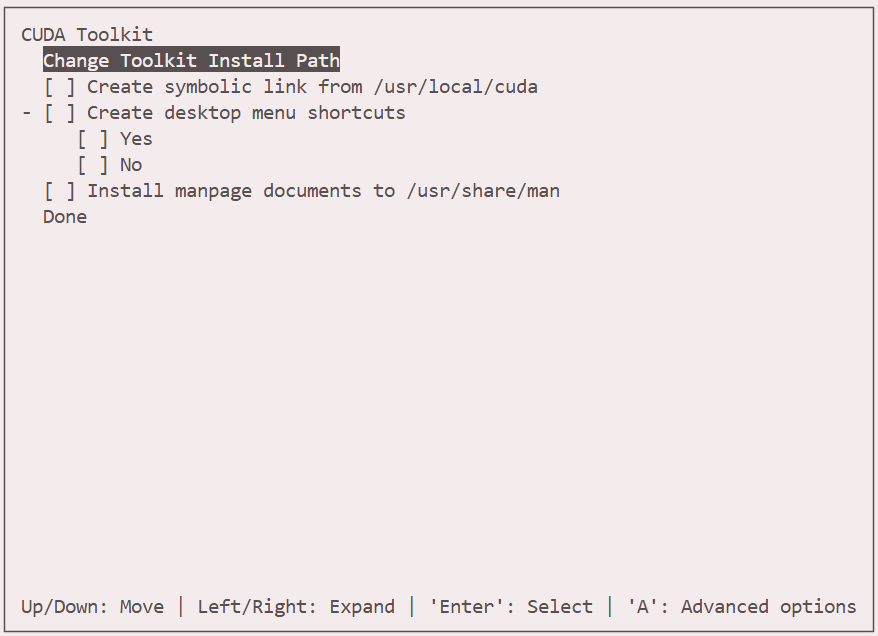 CUDA Toolkit
Change Toolkit Install Path
[ ] Create symbolic link from /usr/local/cuda
- [ ] Create desktop menu shortcuts
[ ] Yes
[ ] No
[ ] Install manpage documents to /usr/share/man
Done
Up/Down: Move | Left/Right: Expand | 'Enter': Select | 'A': Advanced options